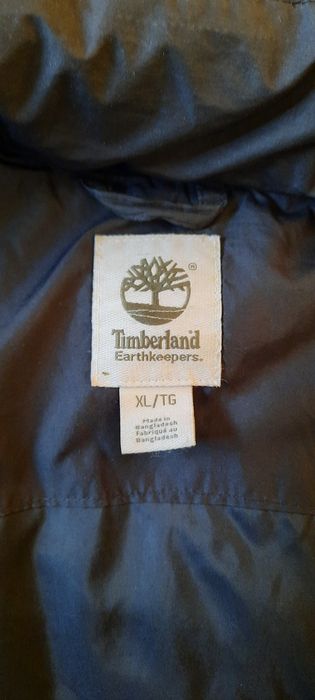 ®
Timberland
Earthkeepers.
XL/TG
Made in
Bangladesh
Fabriqué au
Bangladesh